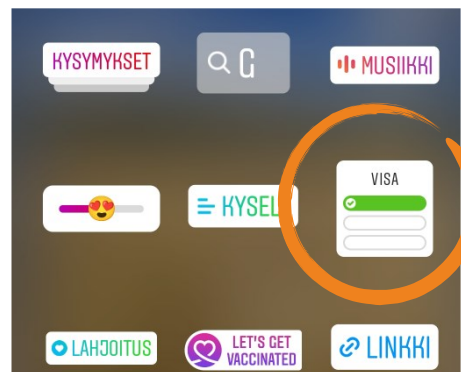 KYSYMYKSET
G
MUSIIKKI
KYSEL
VISA
LAHJOITUS
LET'S GET
VACCINATED
LINKKI